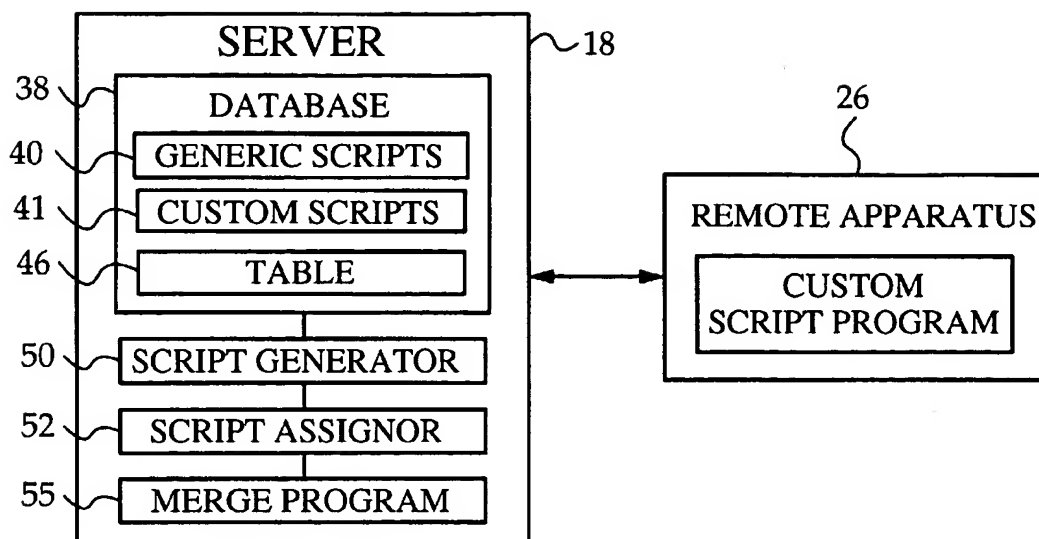 SERVER
18
38
DATABASE
40
GENERIC SCRIPTS
41
CUSTOM SCRIPTS
46
TABLE
50
SCRIPT GENERATOR
52
SCRIPT ASSIGNOR
55
MERGE PROGRAM
26
REMOTE APPARATUS
CUSTOM
SCRIPT PROGRAM